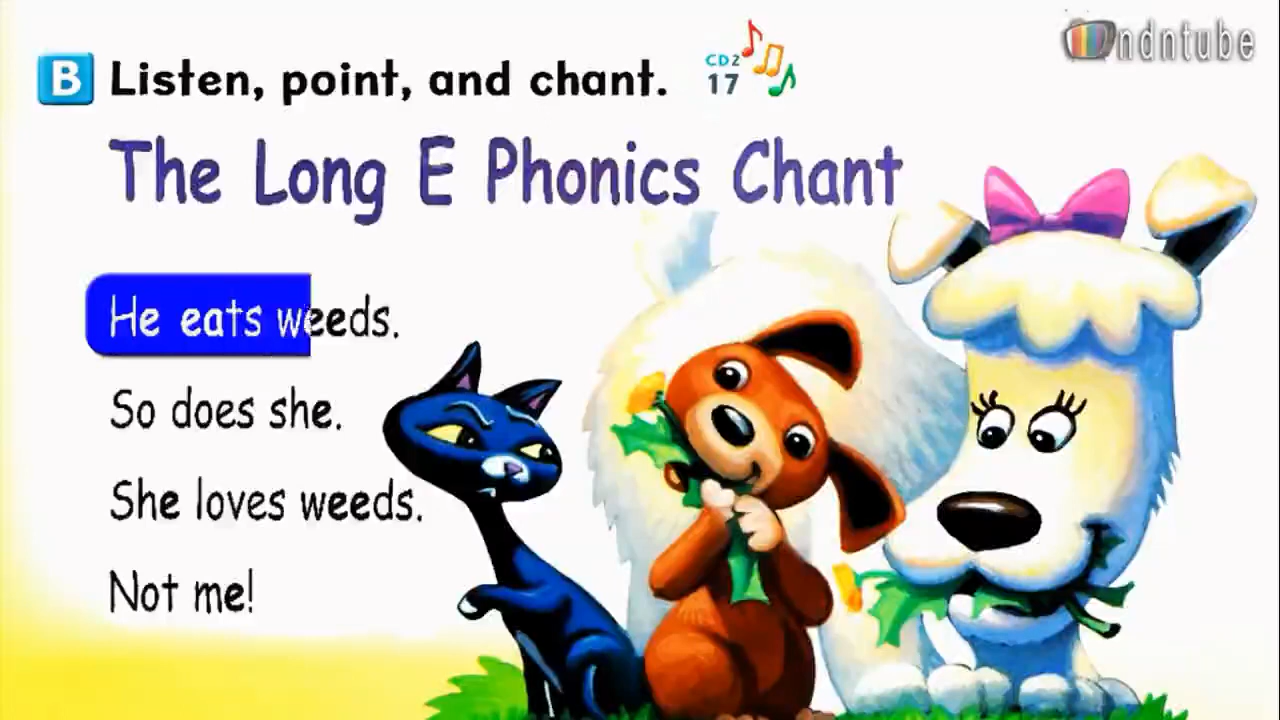 ndntube
B Listen, point, and chant. CD2 17
The Long E Phonics Chant
He eats weeds.
So does she.
She loves weeds.
Not me!